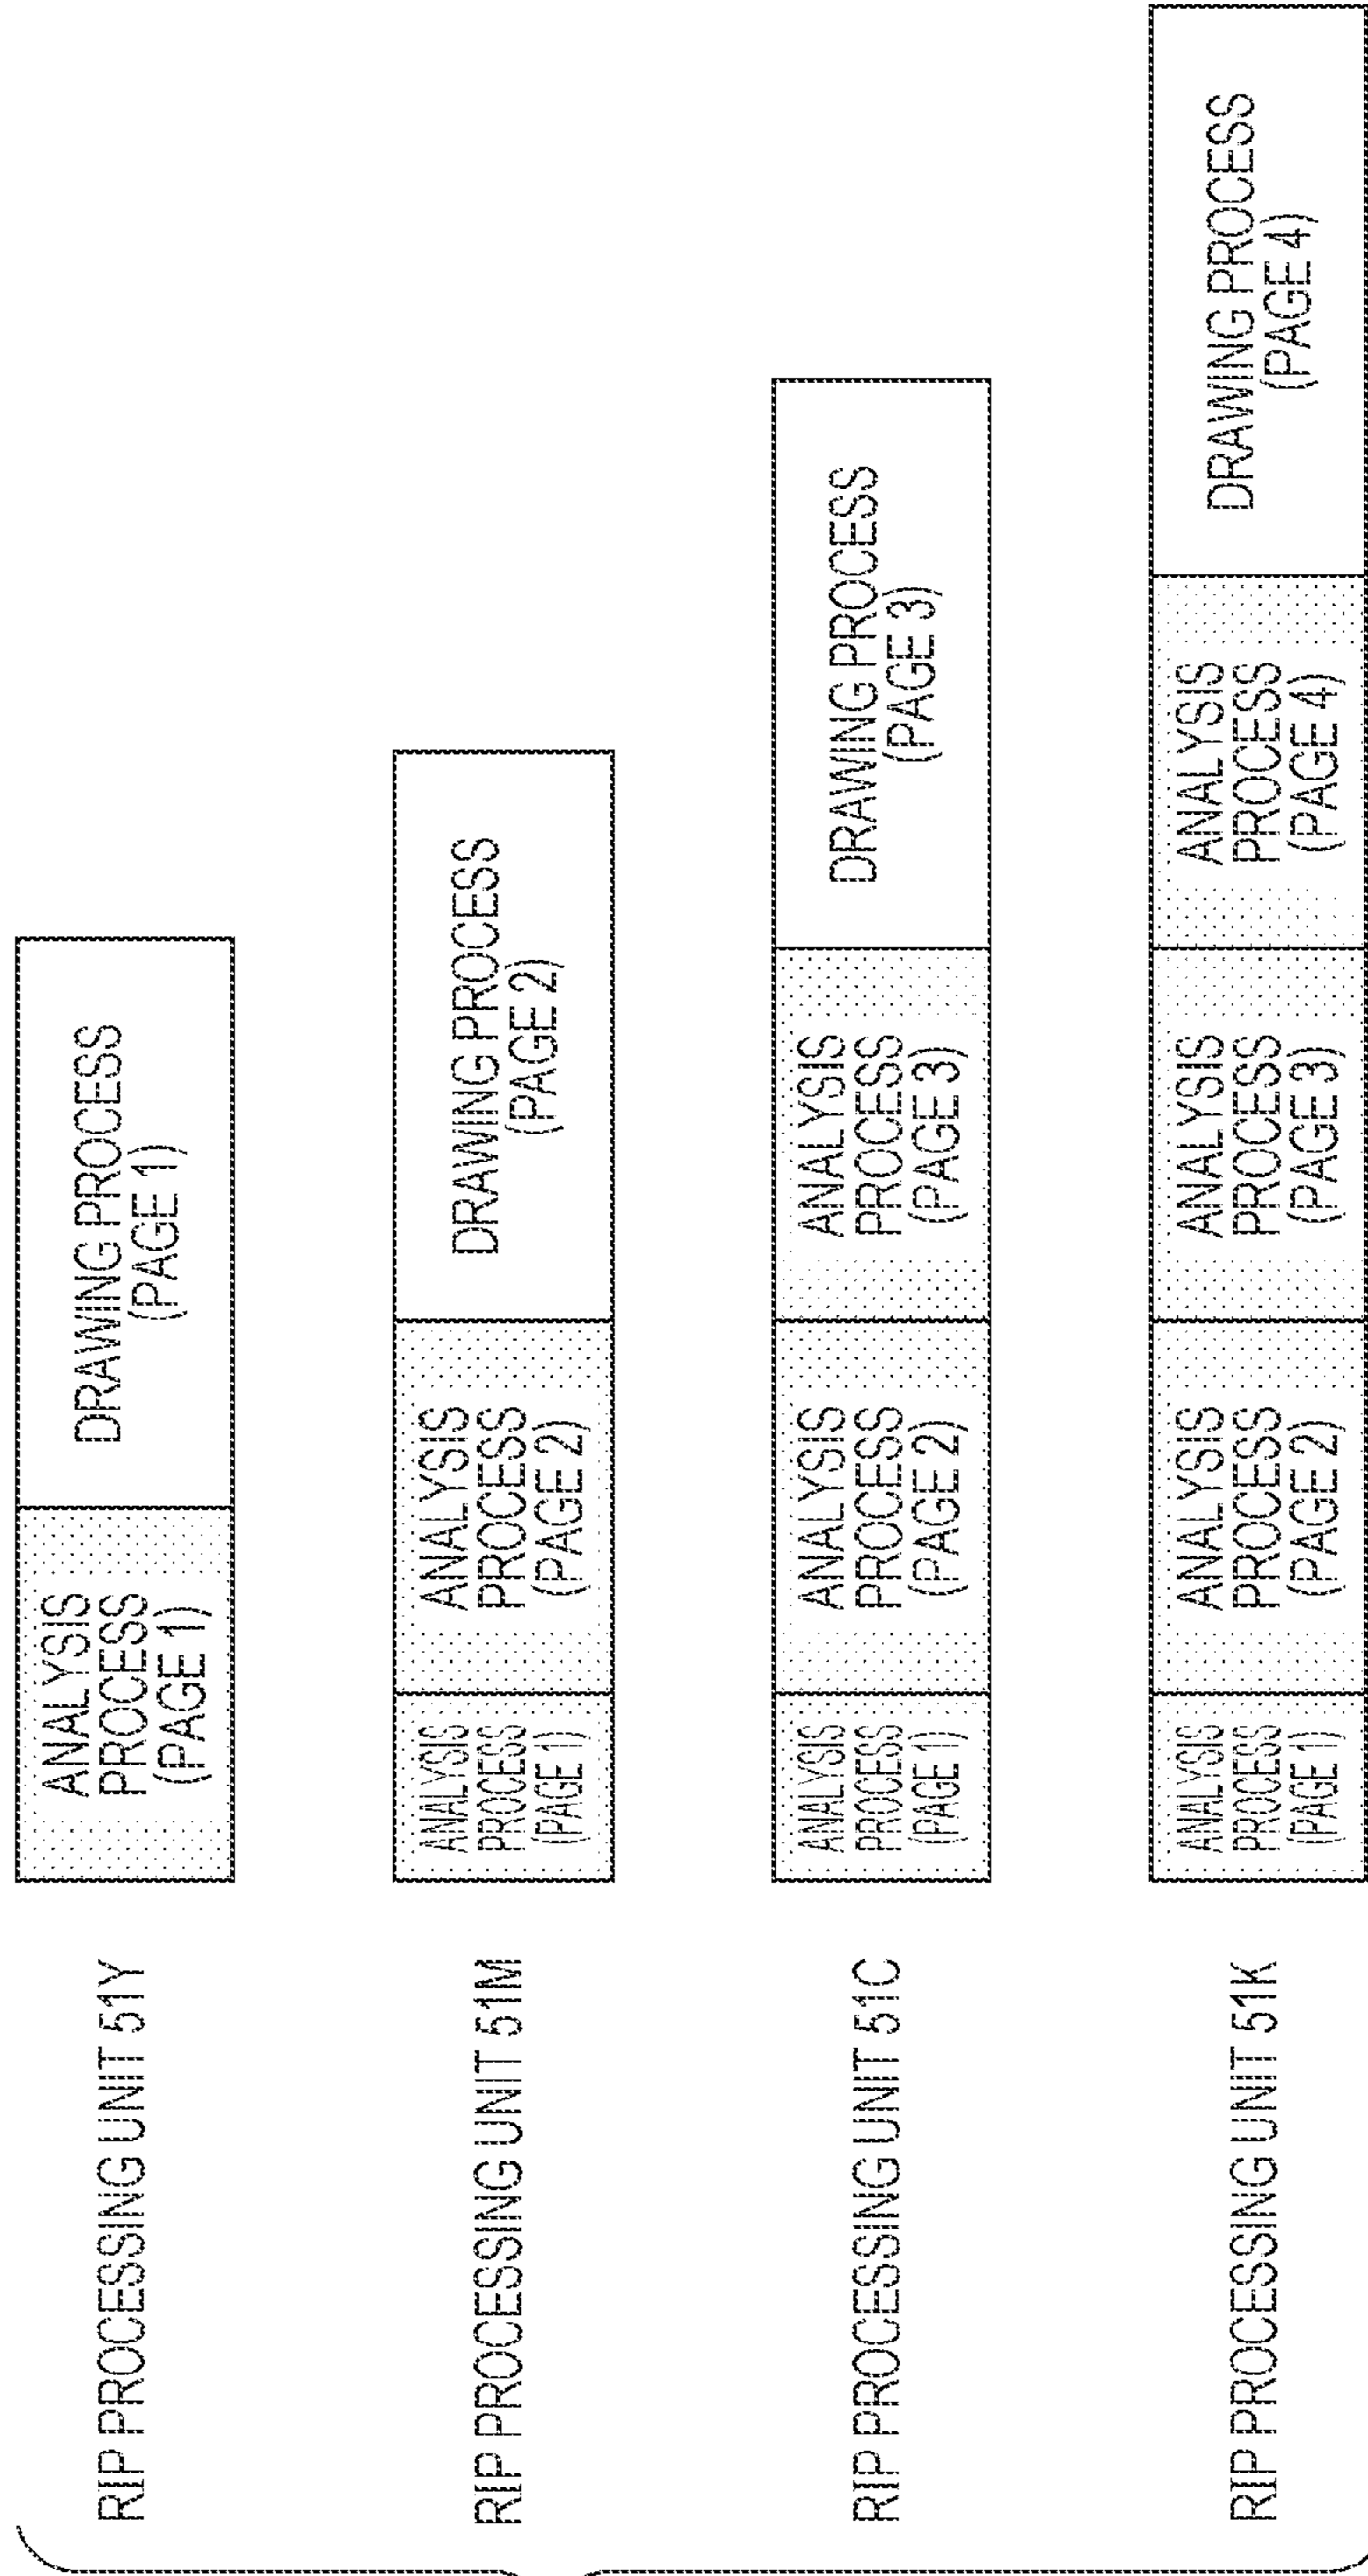 RIP PROCESSING UNIT 51Y
ANALYSIS
PROCESS
(PAGE 1)
DRAWING PROCESS
(PAGE 1)
RIP PROCESSING UNIT 51M
ANALYSIS
PROCESS
(PAGE 1)
ANALYSIS
PROCESS
(PAGE 2)
DRAWING PROCESS
(PAGE 2)
RIP PROCESSING UNIT 51C
ANALYSIS
PROCESS
(PAGE 1)
ANALYSIS
PROCESS
(PAGE 2)
ANALYSIS
PROCESS
(PAGE 3)
DRAWING PROCESS
(PAGE 3)
RIP PROCESSING UNIT 51K
ANALYSIS
PROCESS
(PAGE 1)
ANALYSIS
PROCESS
(PAGE 2)
ANALYSIS
PROCESS
(PAGE 3)
ANALYSIS
PROCESS
(PAGE 4)
DRAWING PROCESS
(PAGE 4)